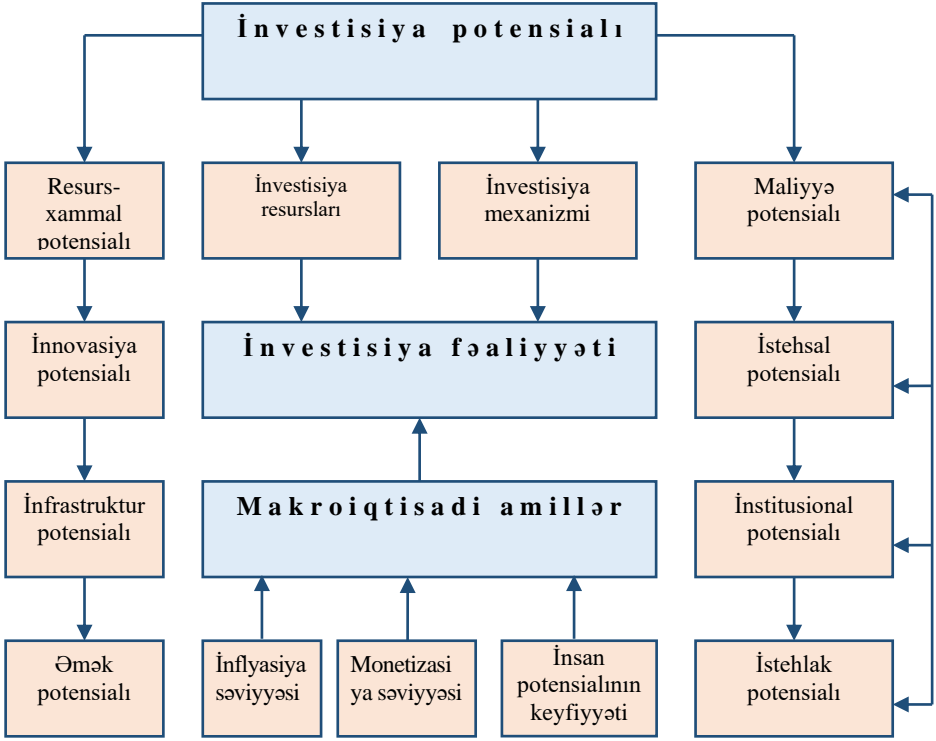 İnvestisiya potensialı
Resurs-
xammal
potensialı
İnvestisiya
resursları
İnvestisiya
mexanizmi
Maliyyə
potensialı
İnnovasiya
potensialı
İnvestisiya fəaliyyəti
İstehsal
potensialı
İnfrastruktur
potensialı
Makroiqtisadi amillər
İnstitusional
potensialı
Əmək
potensialı
İnflyasiya
səviyyəsi
Monetizasi
ya səviyyəsi
İnsan
potensialının
keyfiyyəti
İstehlak
potensialı